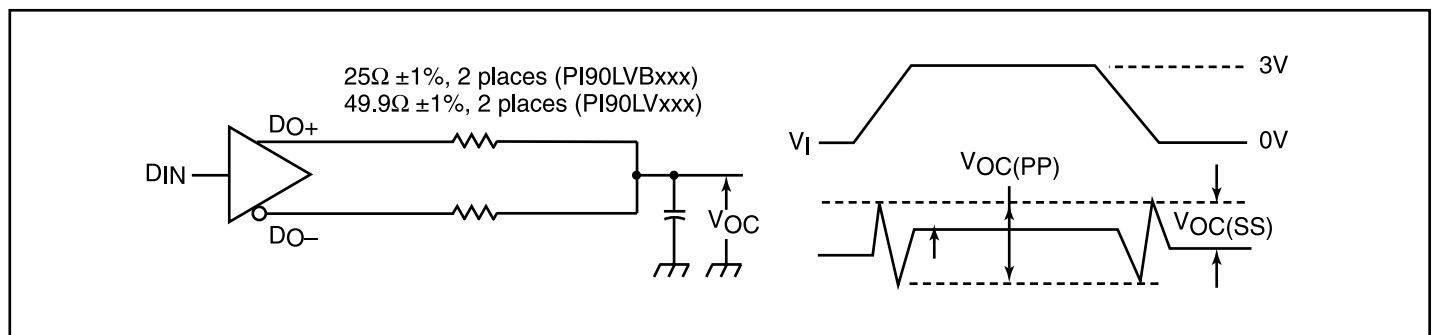 25Ω ±1%, 2 places (PI90LVBxxx)
49.9Ω ±1%, 2 places (PI90LVxxx)
DO+
DIN
DO–
VOC
3V
VI
0V
VOC(PP)
VOC(SS)